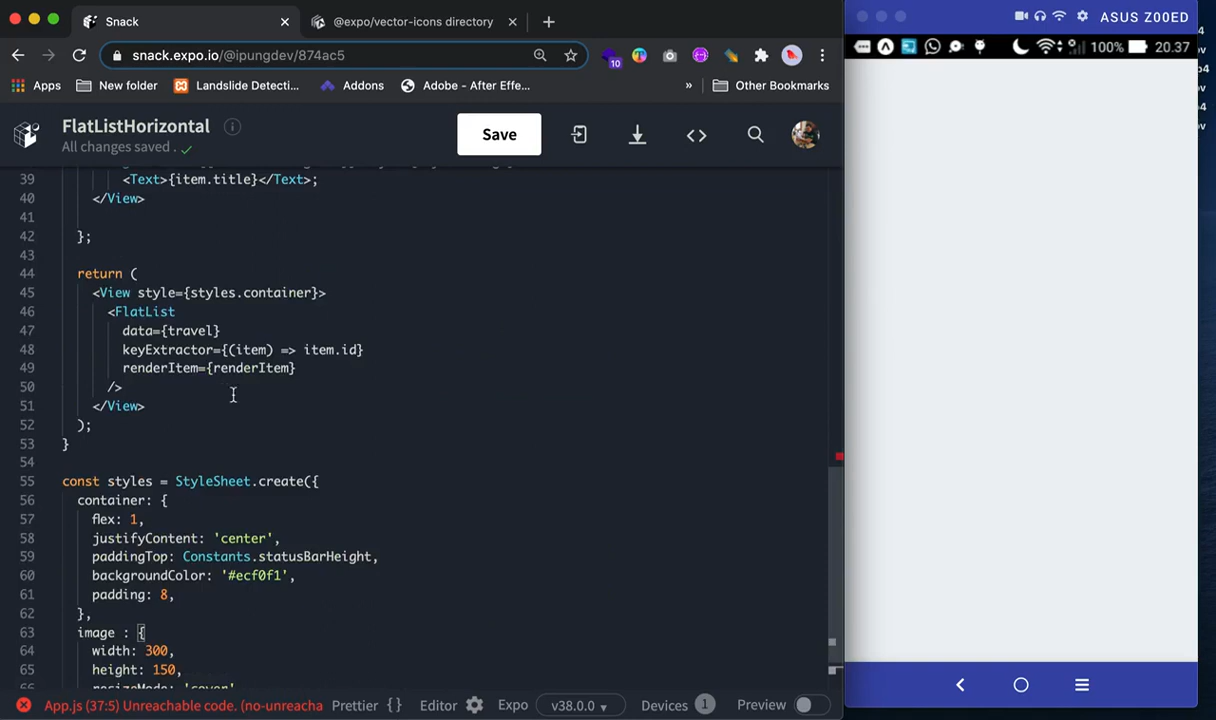 Snack
@expo/vector-icons directory
ASUS Z00ED
snack.expo.io/@ipungdev/874ac5
10
100% 20.37
Apps New folder Landslide Detecti... Addons Adobe - After Effe... » Other Bookmarks
FlatListHorizontal
All changes saved .
Save
39 <Text>{item.title}</Text>;
40 </View>
41
42 };
43
44 return (
45 <View style={styles.container}>
46 <FlatList
47 data={travel}
48 keyExtractor={(item) => item.id}
49 renderItem={renderItem}
50 />
51 </View>
52 );
53 }
54
55 const styles = StyleSheet.create({
56 container: {
57 flex: 1,
58 justifyContent: 'center',
59 paddingTop: Constants.statusBarHeight,
60 backgroundColor: '#ecf0f1',
61 padding: 8,
62 },
63 image : {
64 width: 300,
65 height: 150,
66 resizeMode: 'cover'
App.js (37:5) Unreachable code. (no-unreacha Prettier {} Editor Expo v38.0.0 Devices 1 Preview